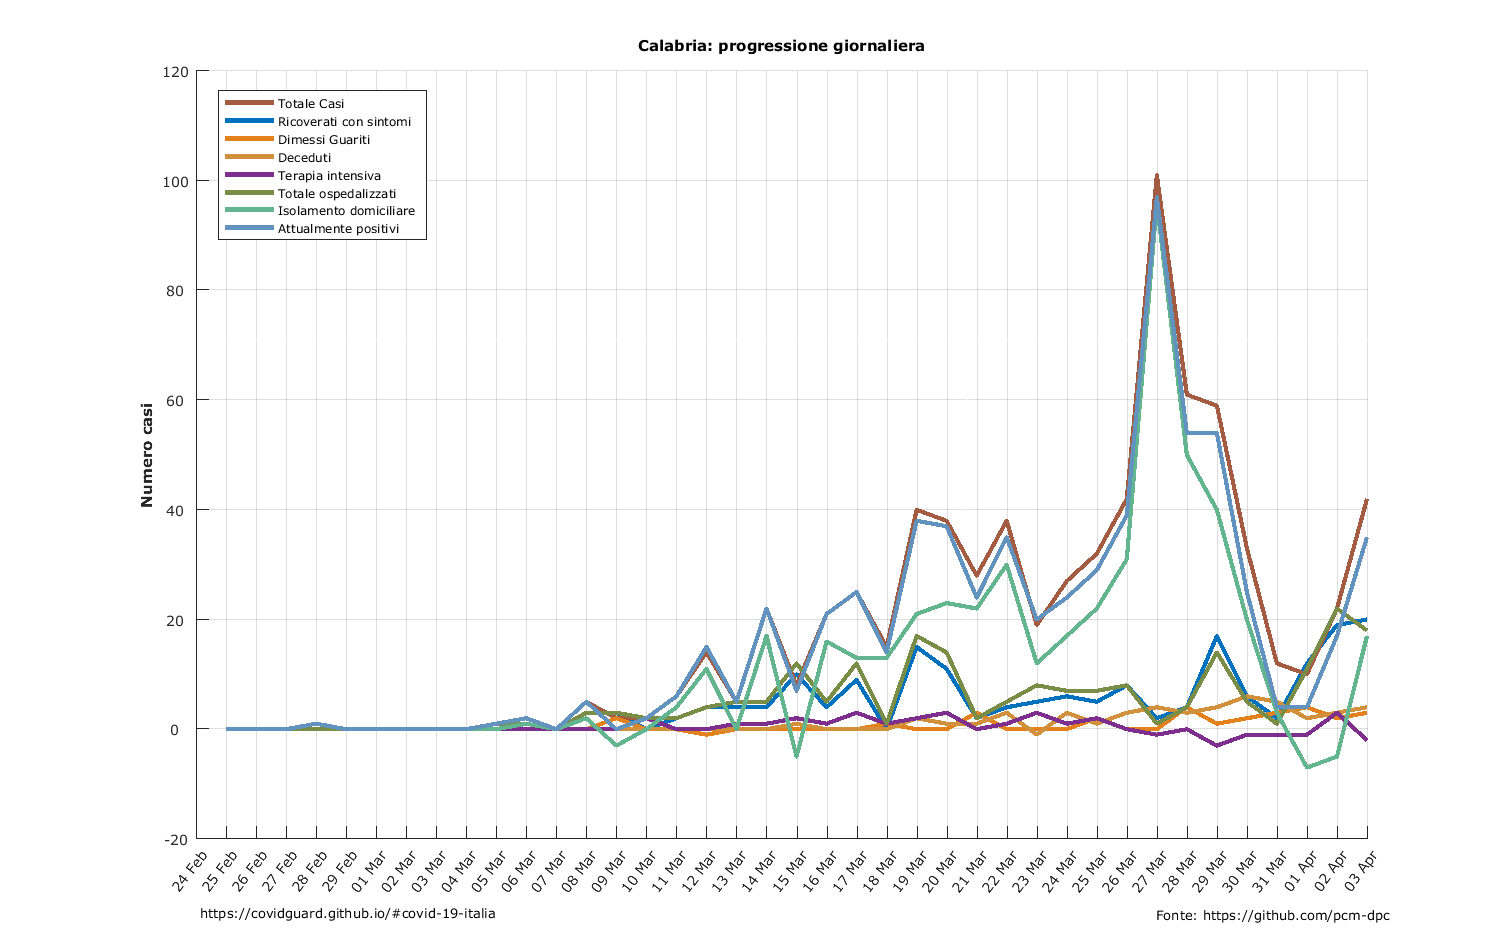 Calabria: progressione giornaliera
120
100
80
60
40
20
0
-20
Numero casi
Totale Casi
Ricoverati con sintomi
Dimessi Guariti
Deceduti
Terapia intensiva
Totale ospedalizzati
Isolamento domiciliare
Attualmente positivi
24 Feb
25 Feb
26 Feb
27 Feb
28 Feb
29 Feb
01 Mar
02 Mar
03 Mar
04 Mar
05 Mar
06 Mar
07 Mar
08 Mar
09 Mar
10 Mar
11 Mar
12 Mar
13 Mar
14 Mar
15 Mar
16 Mar
17 Mar
18 Mar
19 Mar
20 Mar
21 Mar
22 Mar
23 Mar
24 Mar
25 Mar
26 Mar
27 Mar
28 Mar
29 Mar
30 Mar
31 Mar
01 Apr
02 Apr
03 Apr
https://covidguard.github.io/#covid-19-italia
Fonte: https://github.com/pcm-dpc